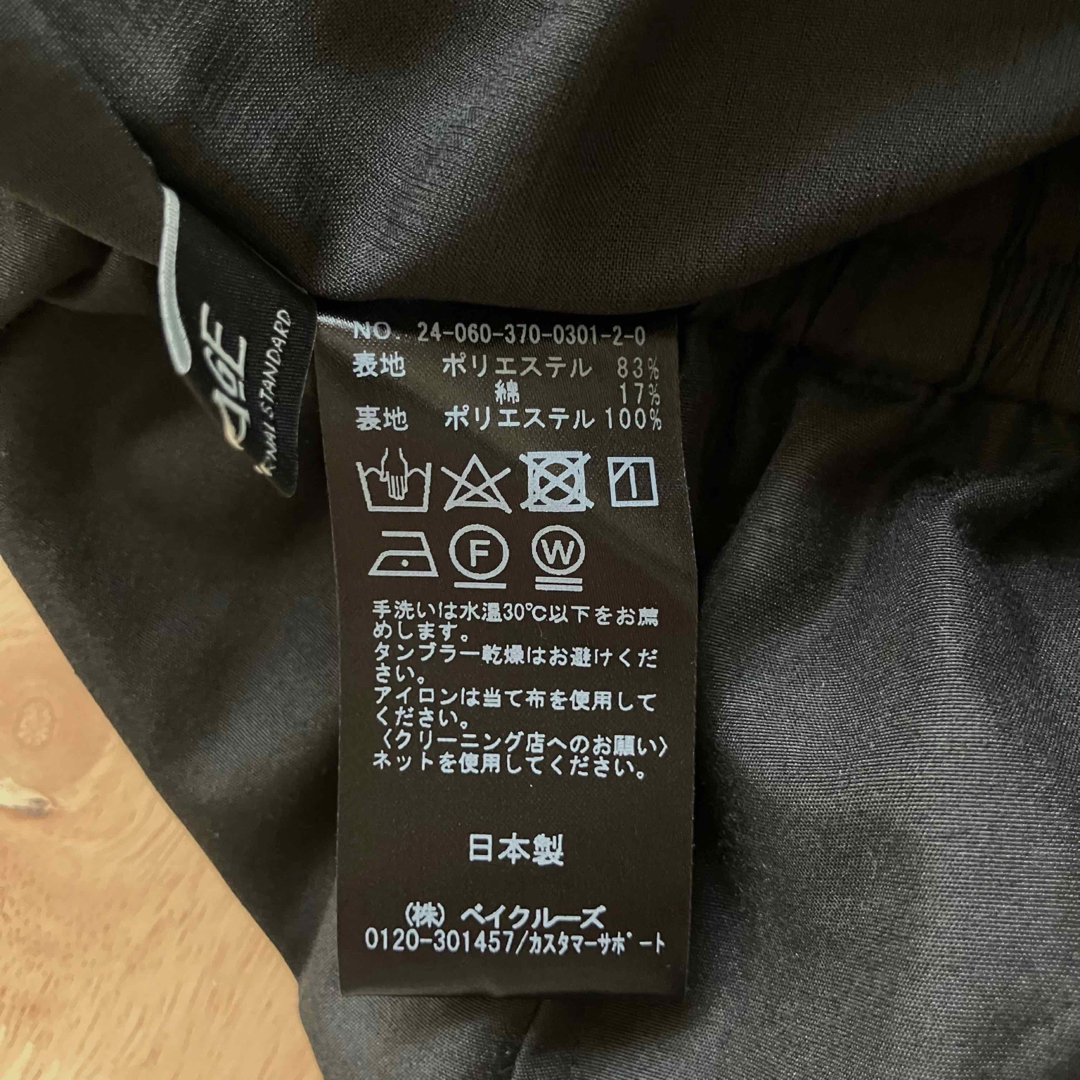 NO. 24-060-370-0301-2-0
表地 ポリエステル 83%
綿 17%
裏地 ポリエステル 100%
F W
手洗いは水温30℃以下をお薦
めします。
タンブラー乾燥はお避けくだ
さい。
アイロンは当て布を使用して
ください。
〈クリーニング店へのお願い〉
ネットを使用してください。
日本製
(株) ベイクルーズ
0120-301457/カスタマーサポート
STANDARD